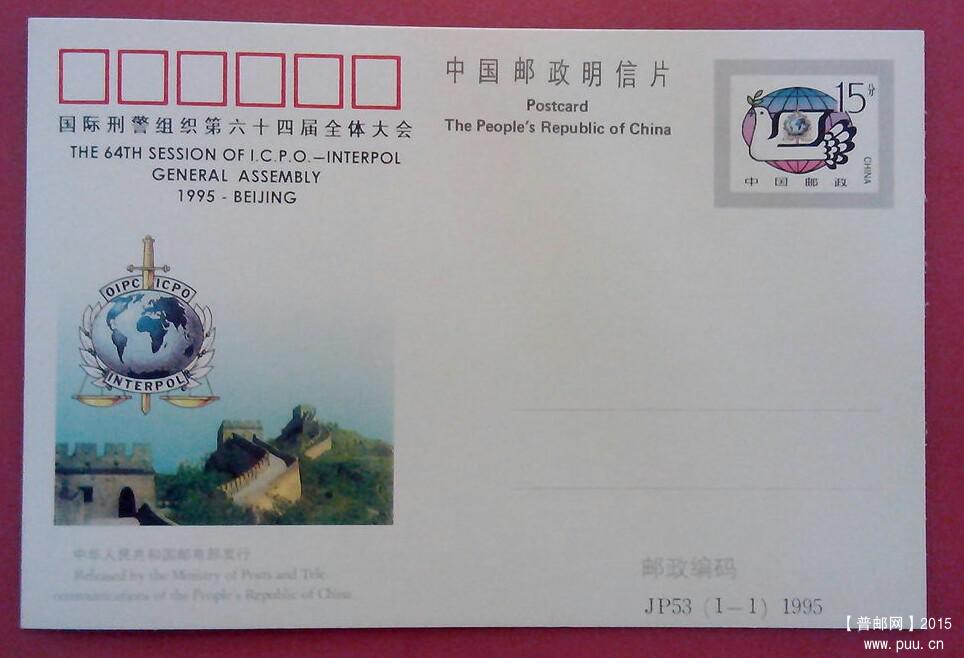 国际刑警组织第六十四届全体大会
THE 64TH SESSION OF I.C.P.O.—INTERPOL
GENERAL ASSEMBLY
1995 - BEIJING
中国邮政明信片
Postcard
The People's Republic of China
15分
CHINA
中国邮政
OIPC ICPO
INTERPOL
中华人民共和国邮电部发行
Released by the Ministry of Posts and Tele-
communications of the People's Republic of China
邮政编码
JP53 (1—1) 1995
【普邮网】2015
www.puu.cn